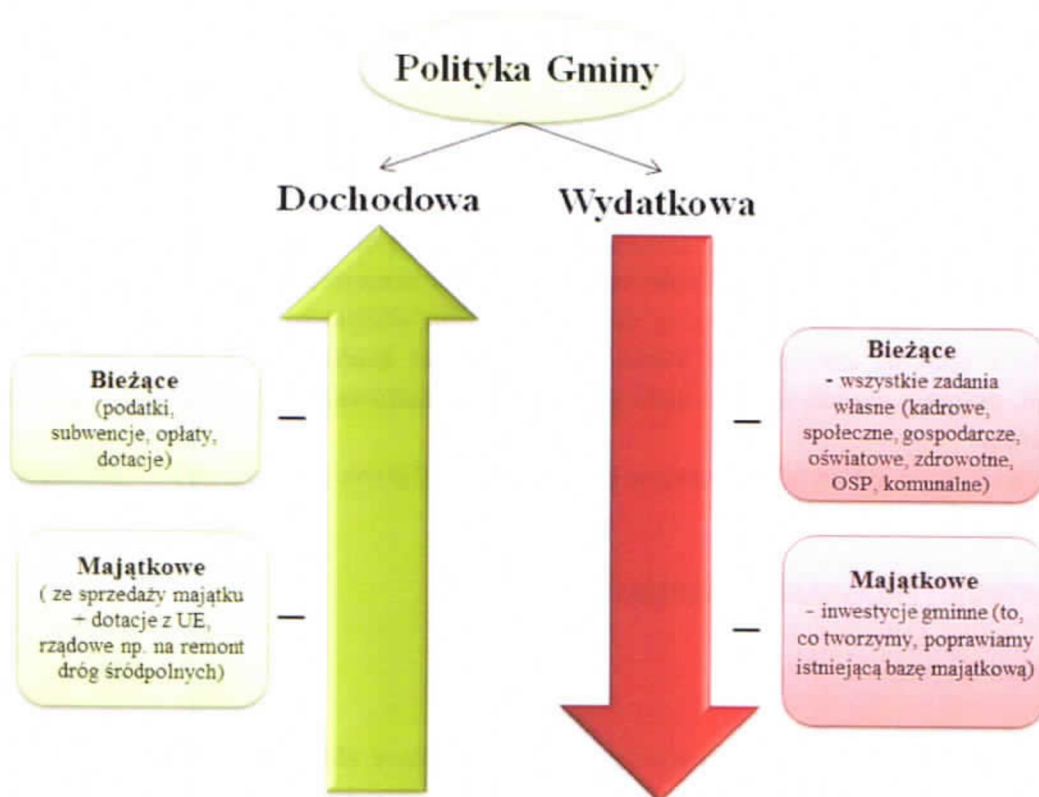 Polityka Gminy
Dochodowa
Wydatkowa
Bieżące
(podatki,
subwencje, opłaty,
dotacje)
Majątkowe
( ze sprzedaży majątku
+ dotacje z UE,
rządowe np. na remont
dróg śródpolnych)
Bieżące
- wszystkie zadania
własne (kadrowe,
społeczne, gospodarcze,
oświatowe, zdrowotne,
OSP, komunalne)
Majątkowe
- inwestycje gminne (to,
co tworzymy, poprawiamy
istniejącą bazę majątkową)